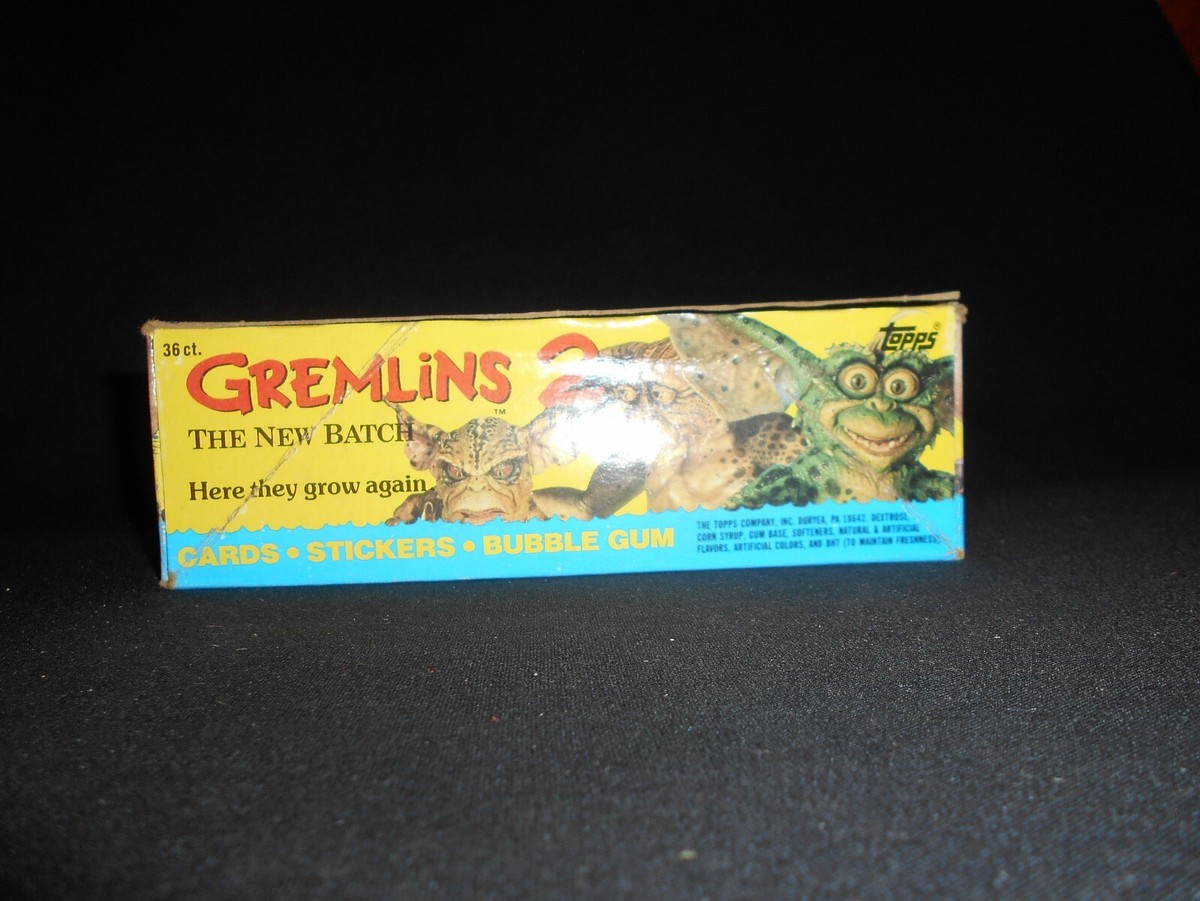 36 ct.
GREMLiNS 2
™
THE NEW BATCH
Here they grow again.
topps®
CARDS • STICKERS • BUBBLE GUM
THE TOPPS COMPANY, INC. DURYEA, PA 18642. DEXTROSE,
CORN SYRUP, GUM BASE, SOFTENERS, NATURAL & ARTIFICIAL
FLAVORS, ARTIFICIAL COLORS, AND BHT (TO MAINTAIN FRESHNESS).